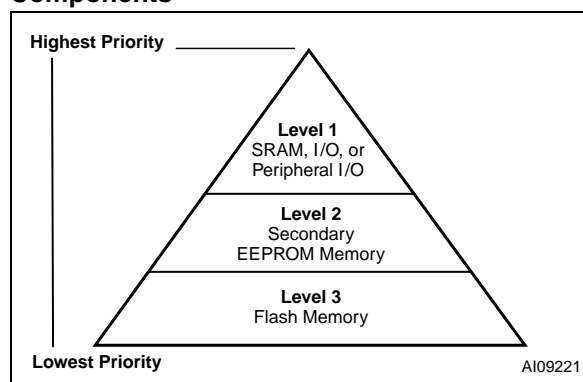 Components
Highest Priority
Level 1
SRAM, I/O, or
Peripheral I/O
Level 2
Secondary
EEPROM Memory
Level 3
Flash Memory
Lowest Priority
AI09221